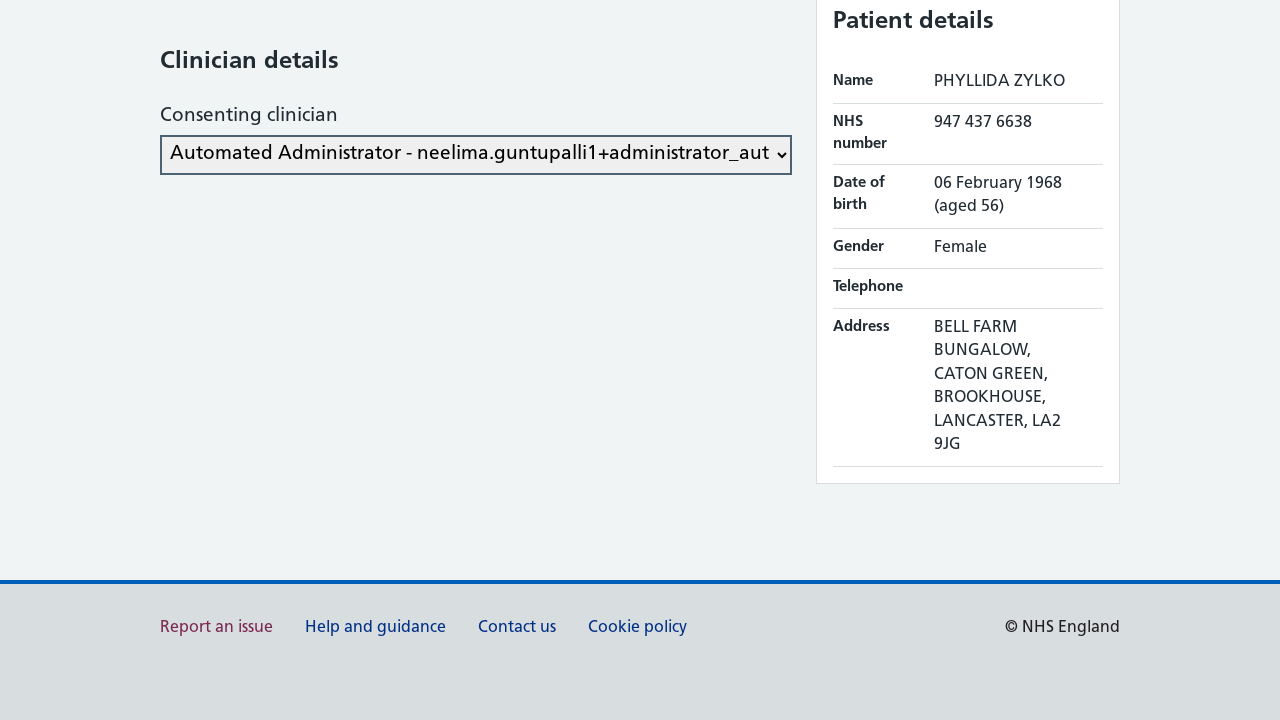 Patient details
Clinician details
Consenting clinician
Automated Administrator - neelima.guntupalli1+administrator_aut
Name PHYLLIDA ZYLKO
NHS number 947 437 6638
Date of birth 06 February 1968 (aged 56)
Gender Female
Telephone
Address BELL FARM
BUNGALOW,
CATON GREEN,
BROOKHOUSE,
LANCASTER, LA2
9JG
Report an issue Help and guidance Contact us Cookie policy © NHS England